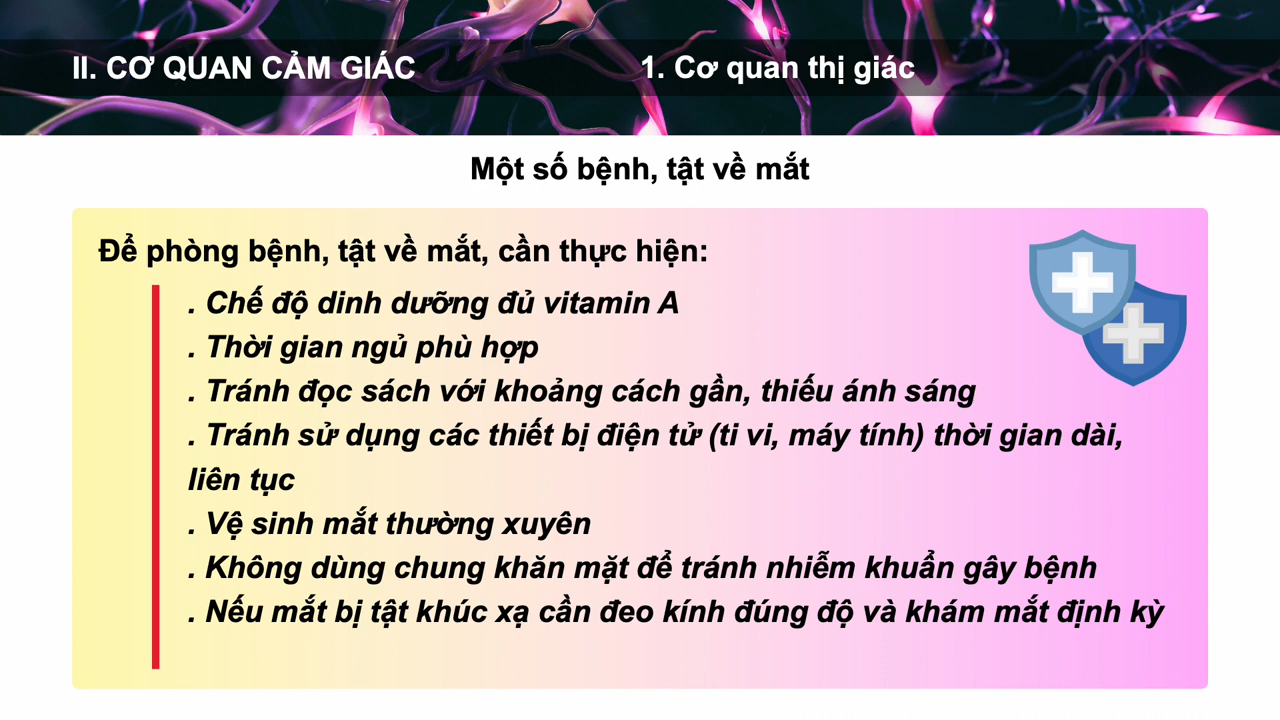 II. CƠ QUAN CẢM GIÁC
1. Cơ quan thị giác
Một số bệnh, tật về mắt
Để phòng bệnh, tật về mắt, cần thực hiện:
. Chế độ dinh dưỡng đủ vitamin A
. Thời gian ngủ phù hợp
. Tránh đọc sách với khoảng cách gần, thiếu ánh sáng
. Tránh sử dụng các thiết bị điện tử (ti vi, máy tính) thời gian dài,
liên tục
. Vệ sinh mắt thường xuyên
. Không dùng chung khăn mặt để tránh nhiễm khuẩn gây bệnh
. Nếu mắt bị tật khúc xạ cần đeo kính đúng độ và khám mắt định kỳ